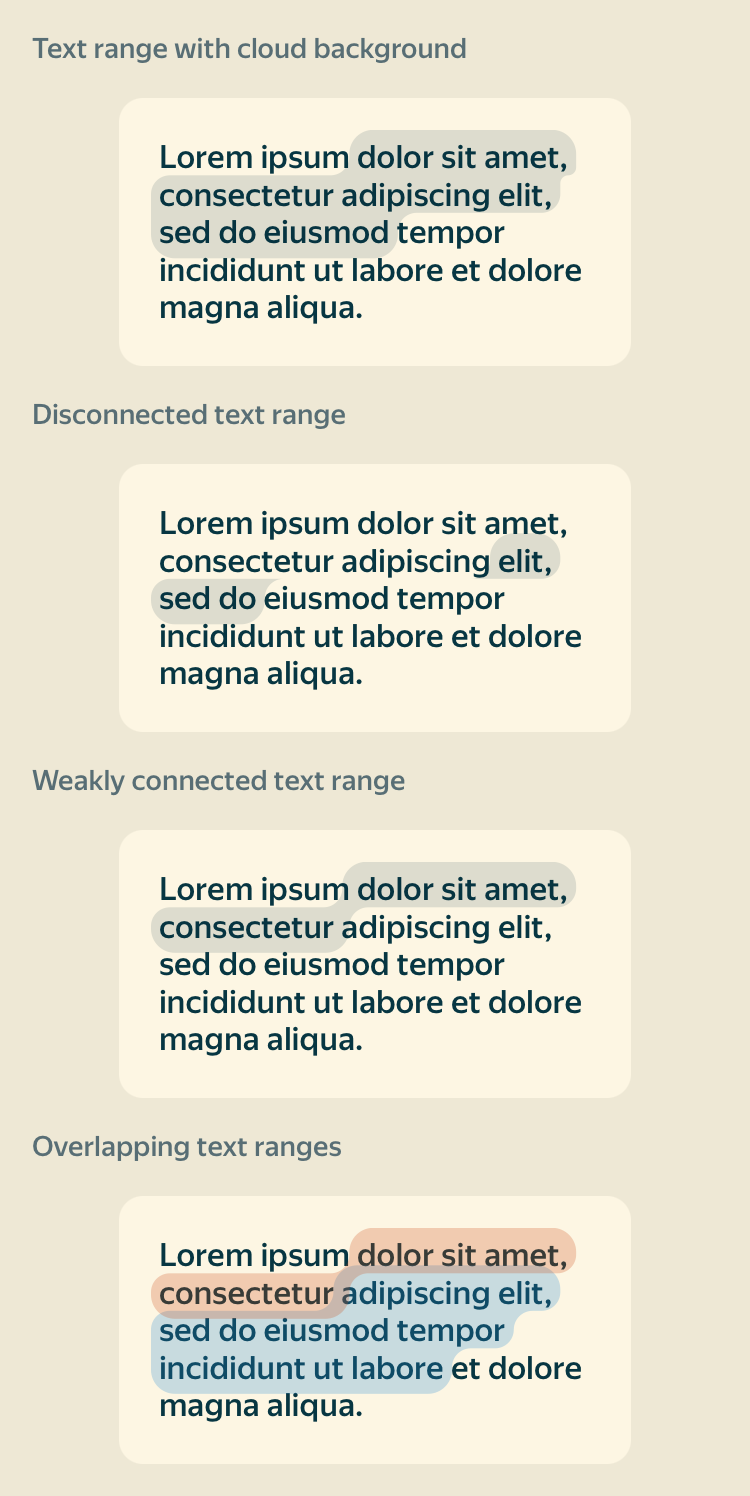 Text range with cloud background
Lorem ipsum dolor sit amet,
consectetur adipiscing elit,
sed do eiusmod tempor
incididunt ut labore et dolore
magna aliqua.
Disconnected text range
Lorem ipsum dolor sit amet,
consectetur adipiscing elit,
sed do eiusmod tempor
incididunt ut labore et dolore
magna aliqua.
Weakly connected text range
Lorem ipsum dolor sit amet,
consectetur adipiscing elit,
sed do eiusmod tempor
incididunt ut labore et dolore
magna aliqua.
Overlapping text ranges
Lorem ipsum dolor sit amet,
consectetur adipiscing elit,
sed do eiusmod tempor
incididunt ut labore et dolore
magna aliqua.